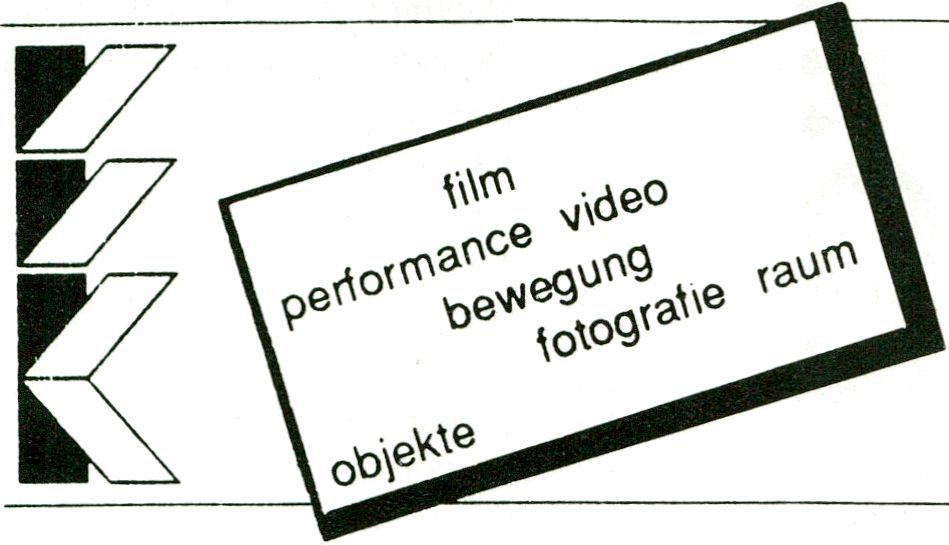 film
performance video
bewegung
fotografie raum
objekte